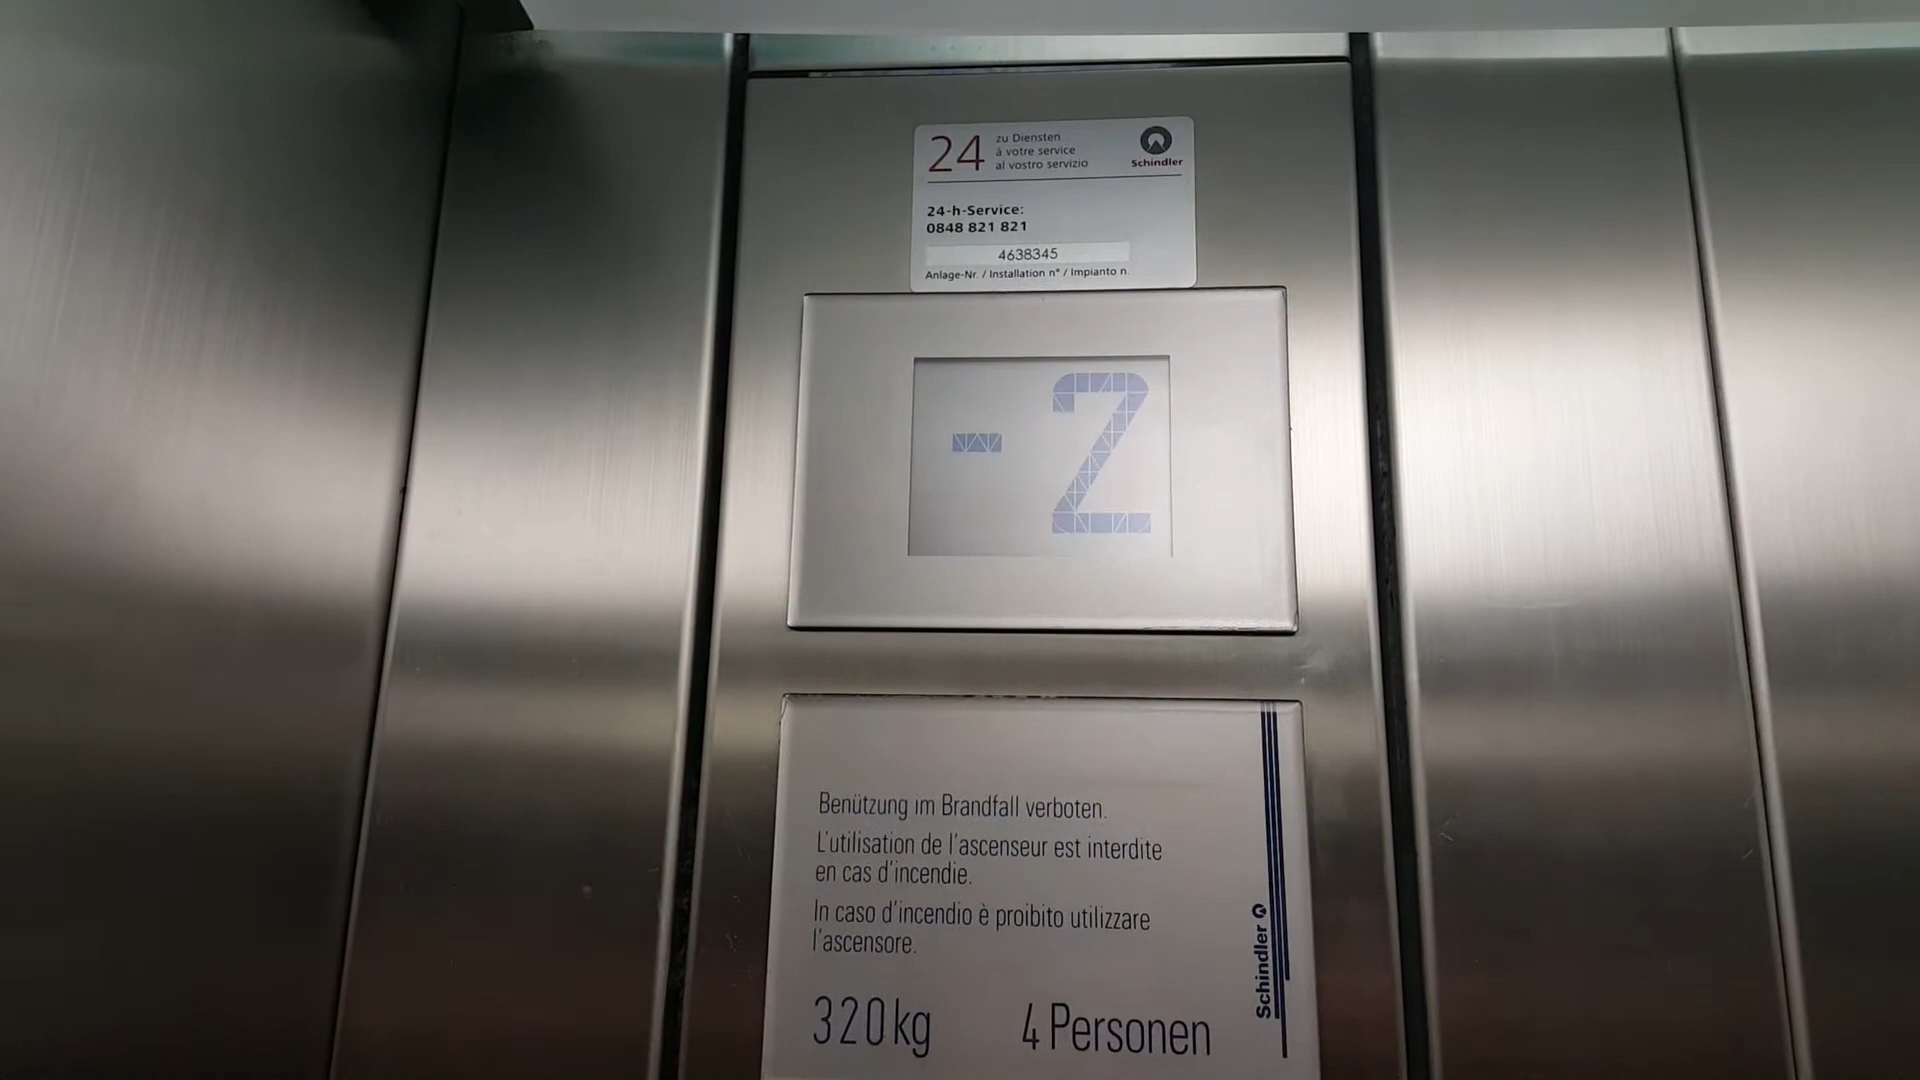 24
zu Diensten
à votre service
al vostro servizio
Schindler
24-h-Service:
0848 821 821
4638345
Anlage-Nr. / Installation n° / Impianto n.
-2
Benützung im Brandfall verboten.
L'utilisation de l'ascenseur est interdite
en cas d'incendie.
In caso d'incendio è proibito utilizzare
l'ascensore.
320kg 4 Personen
Schindler